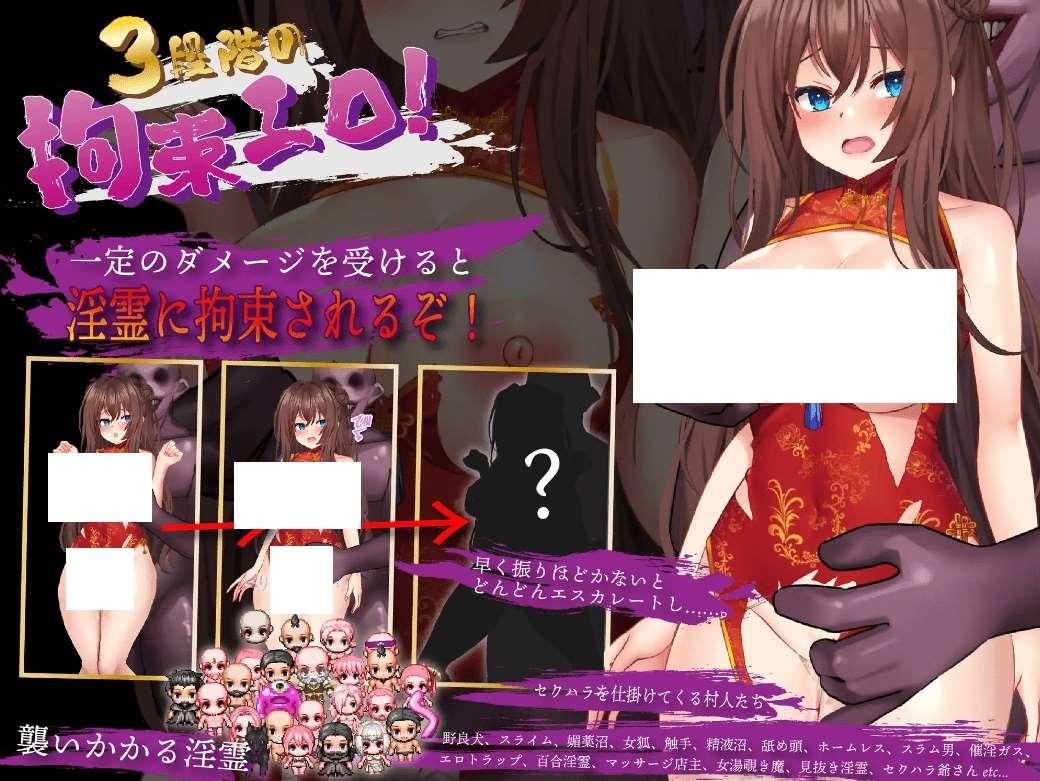 3段階の
拘束エロ！
一定のダメージを受けると
淫霊に拘束されるぞ！
？
早く振りほどかないと
どんどんエスカレートし……。
セクハラを仕掛けてくる村人たち
襲いかかる淫霊
野良犬、スライム、媚薬沼、女狐、触手、精液沼、舐め頭、ホームレス、スラム男、催淫ガス、
エロトラップ、百合淫霊、マッサージ店主、女湯覗き魔、見抜き淫霊、セクハラ爺さん etc...